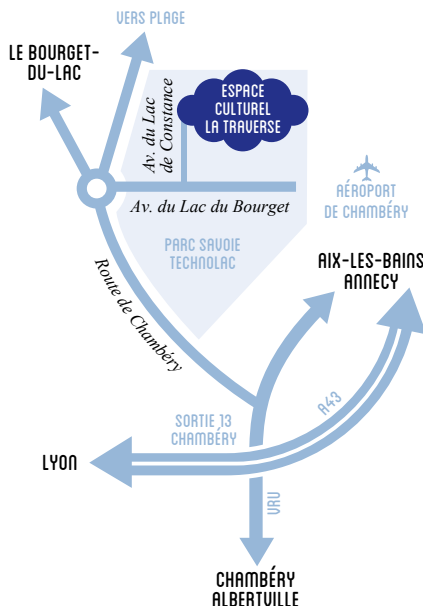 VERS PLAGE
LE BOURGET-
DU-LAC
Av. du Lac
de Constance
ESPACE
CULTUREL
LA TRAVERSE
Av. du Lac du Bourget
AÉROPORT
DE CHAMBÉRY
PARC SAVOIE
TECHNOLAC
AIX-LES-BAINS
ANNECY
Route de Chambéry
A43
SORTIE 13
CHAMBÉRY
LYON
VRU
CHAMBÉRY
ALBERTVILLE